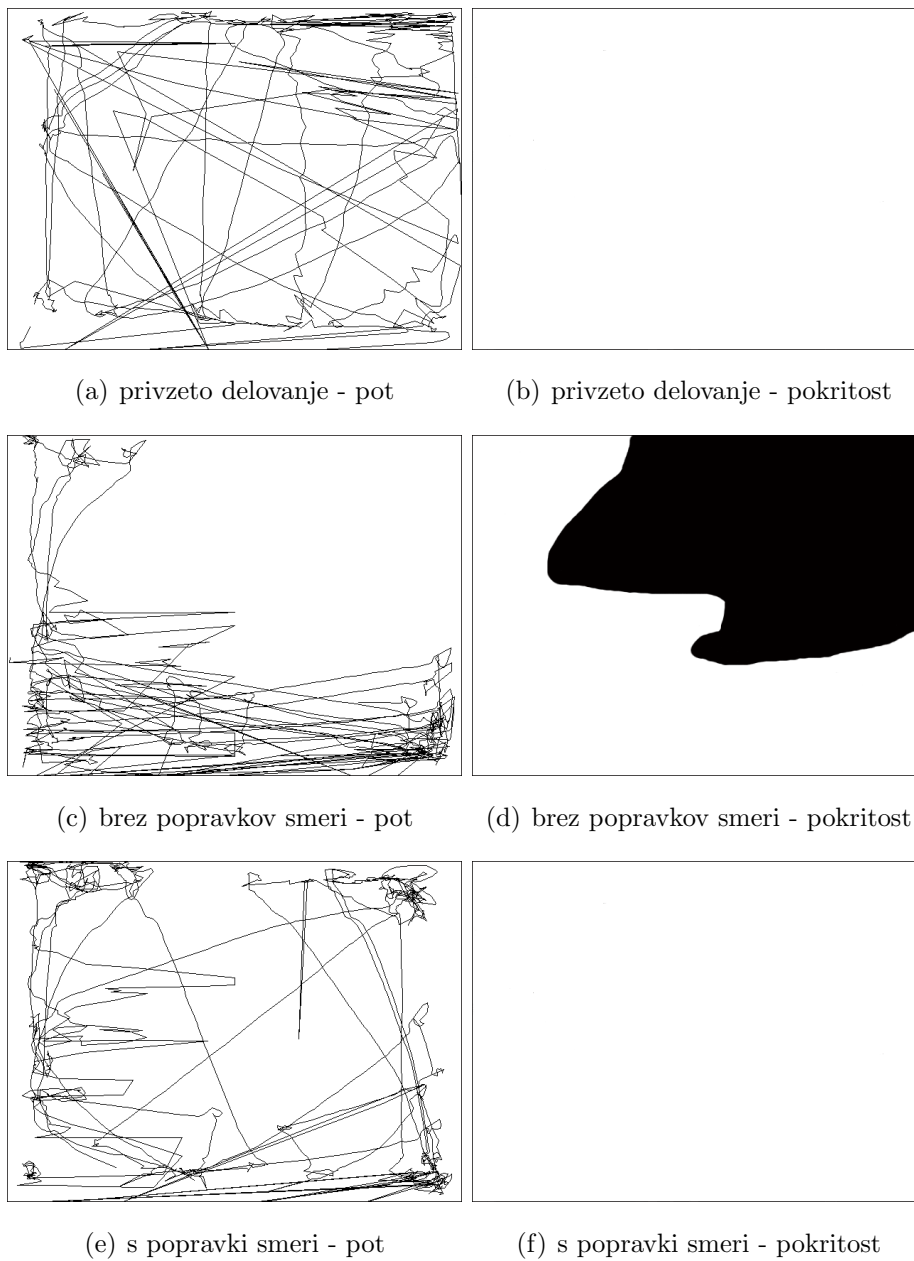 (a) privzeto delovanje - pot
(b) privzeto delovanje - pokritost
(c) brez popravkov smeri - pot
(d) brez popravkov smeri - pokritost
(e) s popravki smeri - pot
(f) s popravki smeri - pokritost